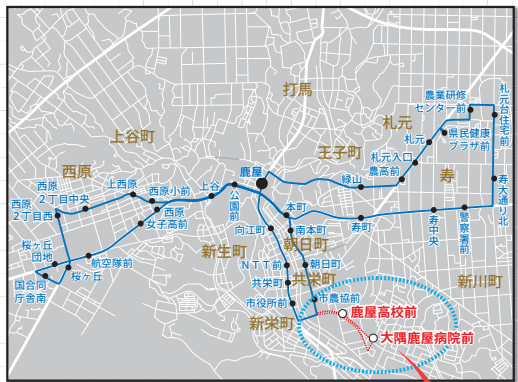 打馬
農業研修
センター前
札元台住宅前
札元
上谷町
札元
県民健康
プラザ前
王子町
札元入口
農高前
西原
鹿屋
緑山
寿
寿大通り北
西原
2丁目中央
上西原
西原小前
上谷
西原
2丁目西
西原
女子高前
公園前
本町
寿町
寿中央
警察署前
向江町
南本町
朝日町
新生町
桜ヶ丘
団地
航空隊前
NTT前
朝日町
桜ヶ丘
国合同
庁舎南
共栄町
共栄町
新川町
市役所前
市農協前
新栄町
鹿屋高校前
大隅鹿屋病院前